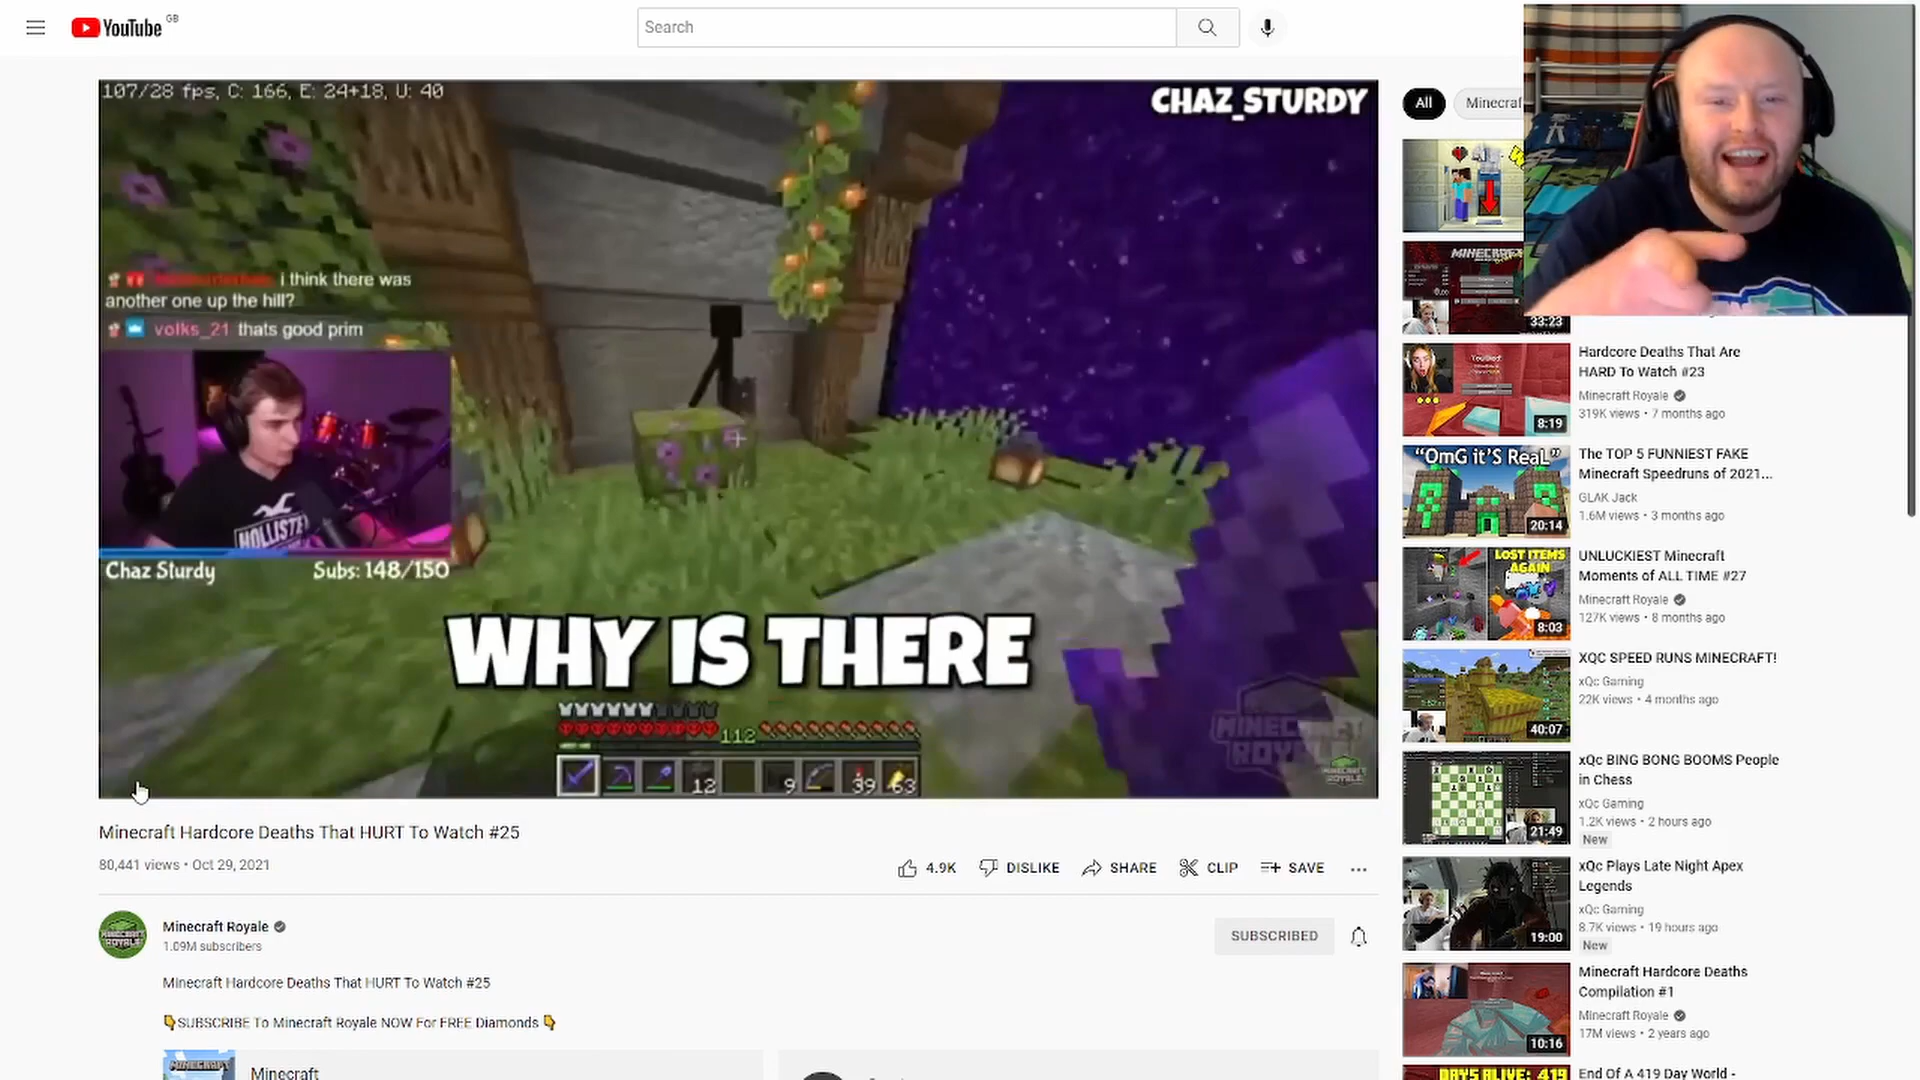 YouTube GB
Search
107/28 fps, C: 166, E: 24+18, U: 40
CHAZ_STURDY
i think there was
another one up the hill?
volks_21 thats good prim
HOLLISTER
Chaz Sturdy
Subs: 148/150
WHY IS THERE
112
12
9
39
63
MINECRAFT
ROYALE
Minecraft Hardcore Deaths That HURT To Watch #25
80,441 views • Oct 29, 2021
4.9K
DISLIKE
SHARE
CLIP
SAVE
Minecraft Royale
1.09M subscribers
SUBSCRIBED
Minecraft Hardcore Deaths That HURT To Watch #25
SUBSCRIBE To Minecraft Royale NOW For FREE Diamonds
MINECRAFT
Minecraft
All
Minecraf
MINECRAFT
33:23
Hardcore Deaths That Are
HARD To Watch #23
Minecraft Royale
319K views • 7 months ago
8:19
"OmG it'S ReaL"
20:14
The TOP 5 FUNNIEST FAKE
Minecraft Speedruns of 2021...
GLAK Jack
1.6M views • 3 months ago
LOST ITEMS
AGAIN
8:03
UNLUCKIEST Minecraft
Moments of ALL TIME #27
Minecraft Royale
127K views • 8 months ago
40:07
XQC SPEED RUNS MINECRAFT!
xQc Gaming
22K views • 4 months ago
21:49
xQc BING BONG BOOMS People
in Chess
xQc Gaming
1.2K views • 2 hours ago
New
19:00
xQc Plays Late Night Apex
Legends
xQc Gaming
8.7K views • 19 hours ago
New
10:16
Minecraft Hardcore Deaths
Compilation #1
Minecraft Royale
17M views • 2 years ago
DAYS ALIVE: 419
End Of A 419 Day World -